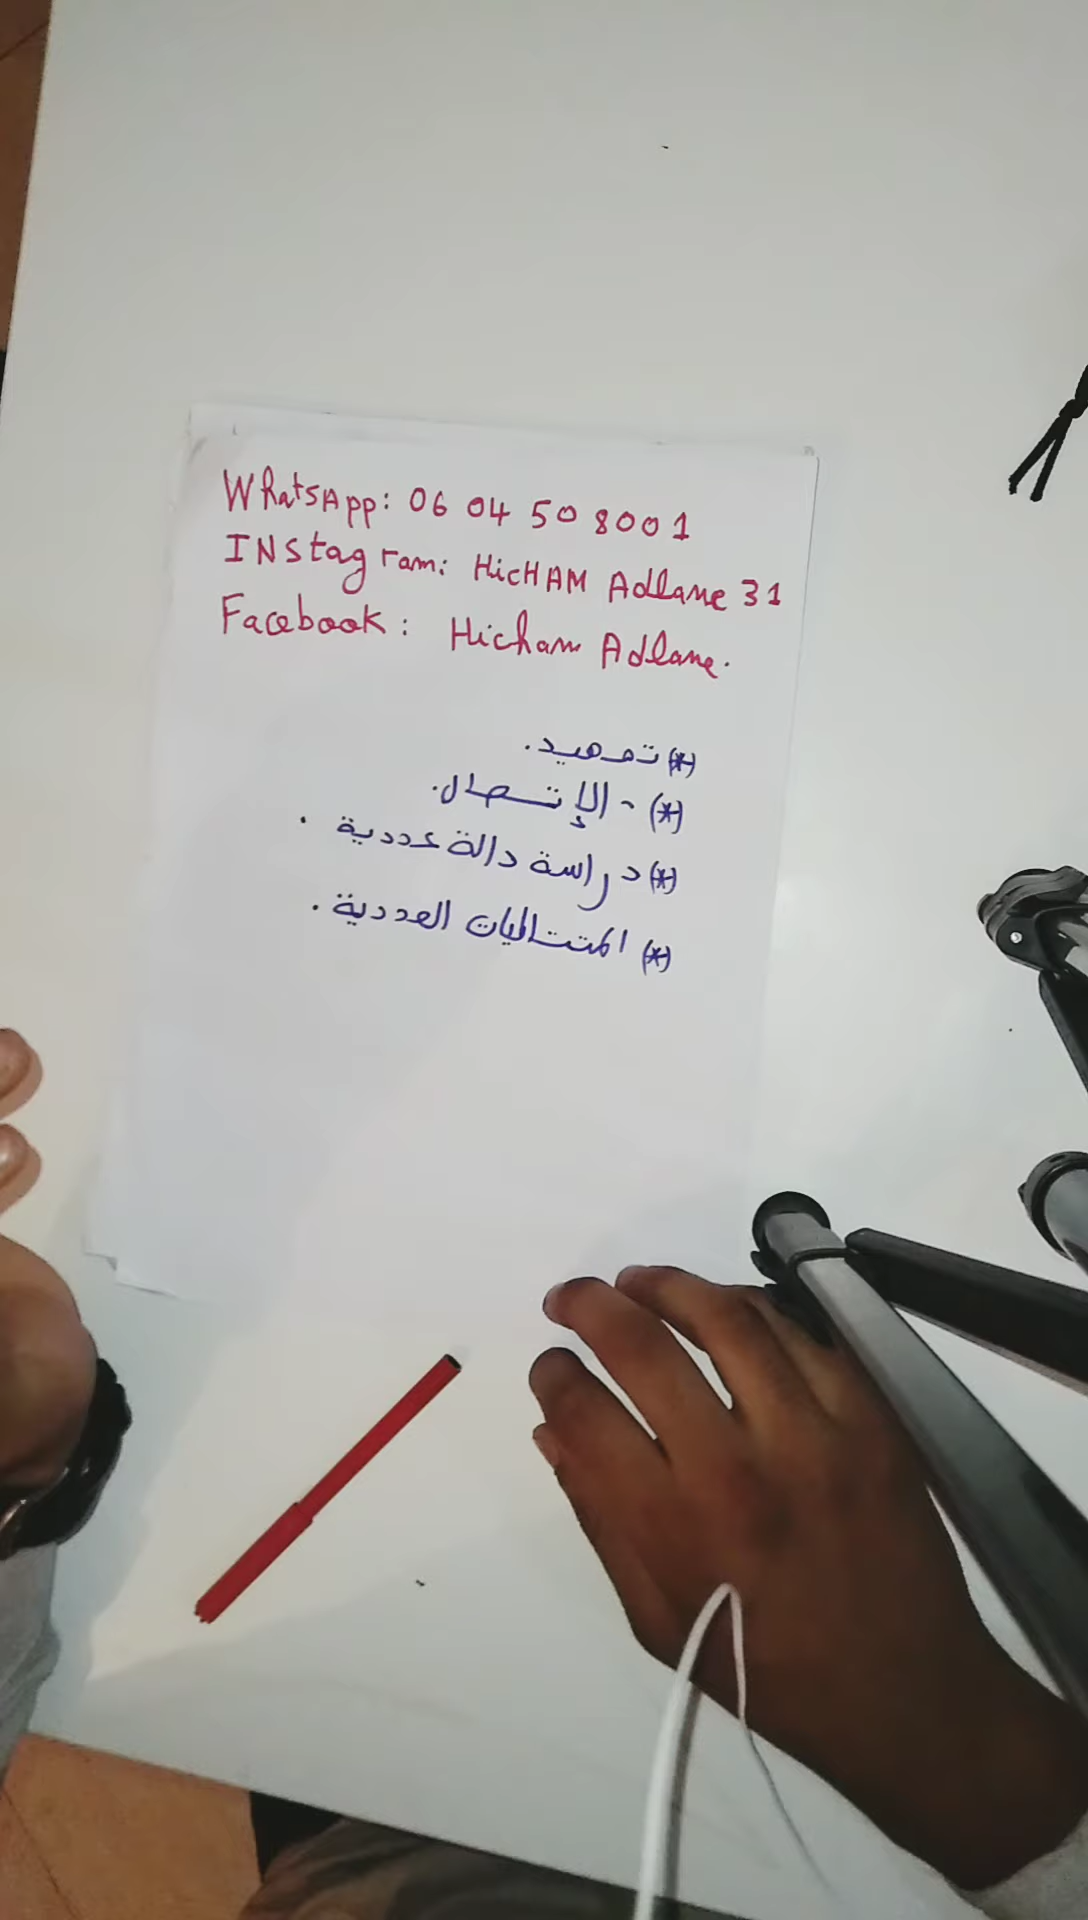 WhatsApp: 06 04 50 8001
INStagram: HicHAM Adlane 31
Facebook: Hicham Adlane.
(*) تمهيد.
(*) - الإتصال.
(*) دراسة دالة عددية.
(*) المتتاليات العددية.